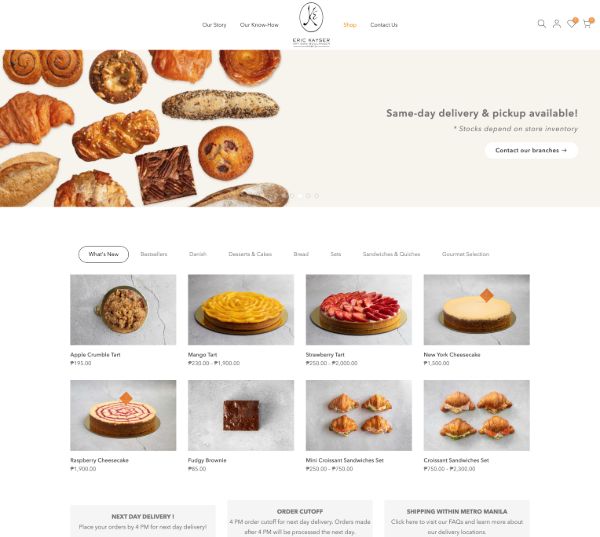 Our Story
Our Know-How
Shop
Contact Us
0
0
ERIC KAYSER
Same-day delivery & pickup available!
* Stocks depend on store inventory
Contact our branches →
What's New
Bestsellers
Danish
Desserts & Cakes
Bread
Sets
Sandwiches & Quiches
Gourmet Selection
Apple Crumble Tart
₱195.00
Mango Tart
₱230.00 - ₱1,900.00
Strawberry Tart
₱250.00 - ₱2,000.00
New York Cheesecake
₱1,500.00
Raspberry Cheesecake
₱1,900.00
Fudgy Brownie
₱85.00
Mini Croissant Sandwiches Set
₱250.00 - ₱750.00
Croissant Sandwiches Set
₱750.00 - ₱2,300.00
NEXT DAY DELIVERY !
Place your orders by 4 PM for next day delivery!
ORDER CUTOFF
4 PM order cutoff for next day delivery. Orders made
after 4 PM will be processed the next day.
SHIPPING WITHIN METRO MANILA
Click here to visit our FAQs and learn more about
our delivery locations.